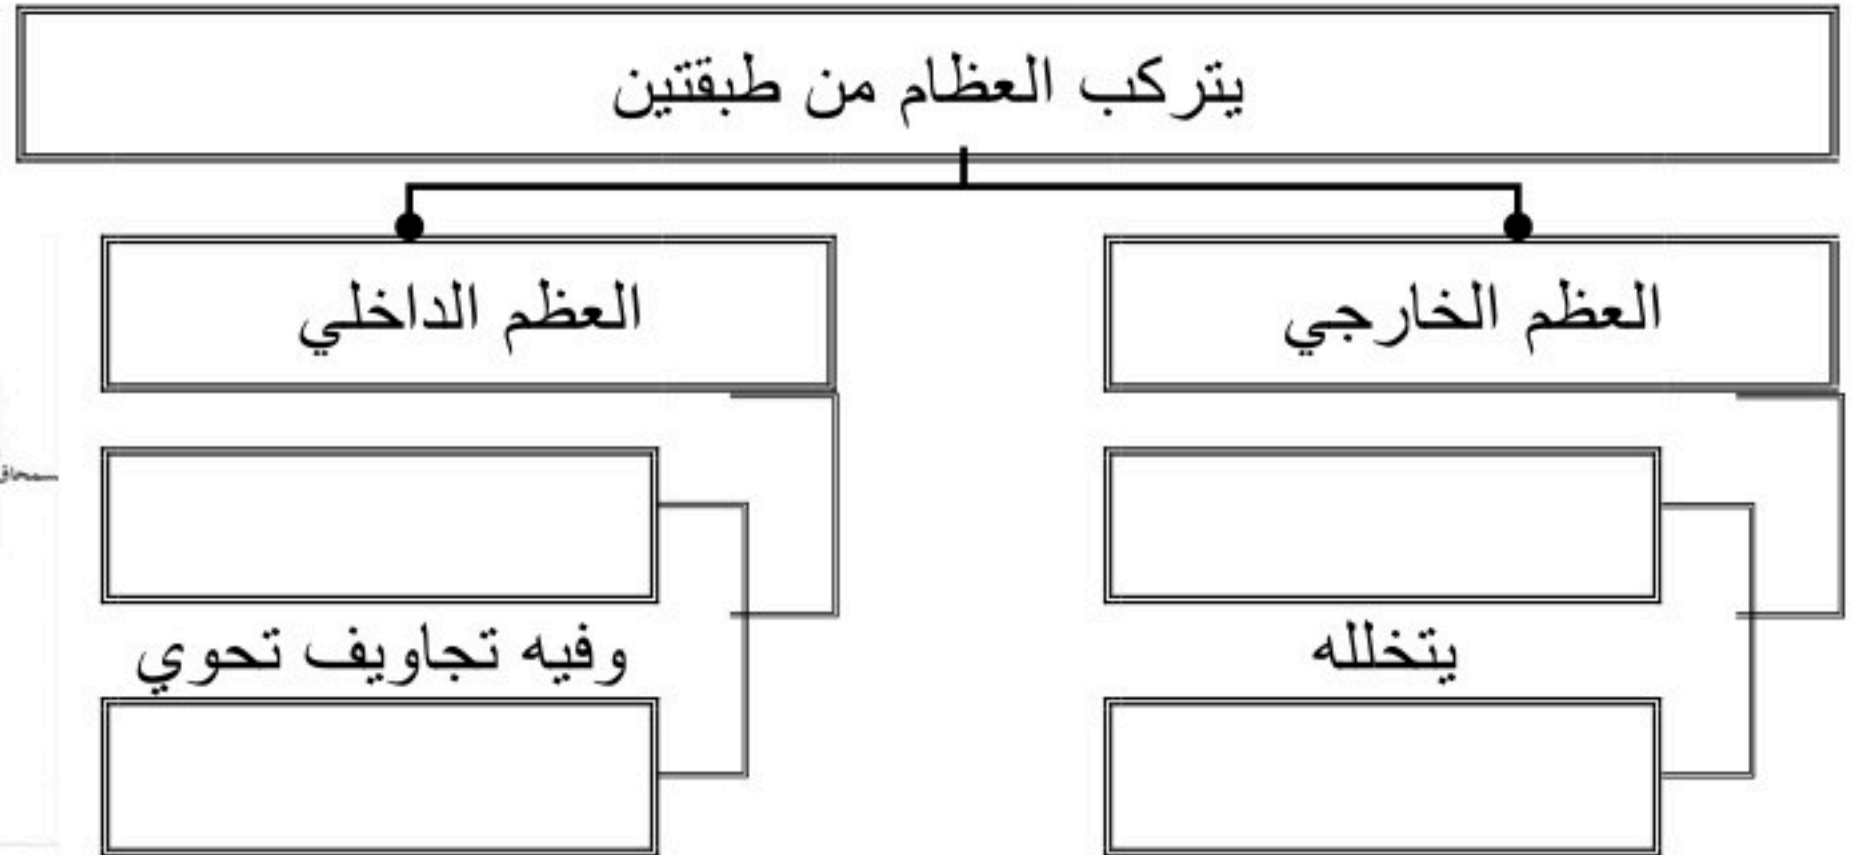 يتركب العظام من طبقتين
العظم الخارجي
العظم الداخلي
يتخلله
وفيه تجاويف تحوي